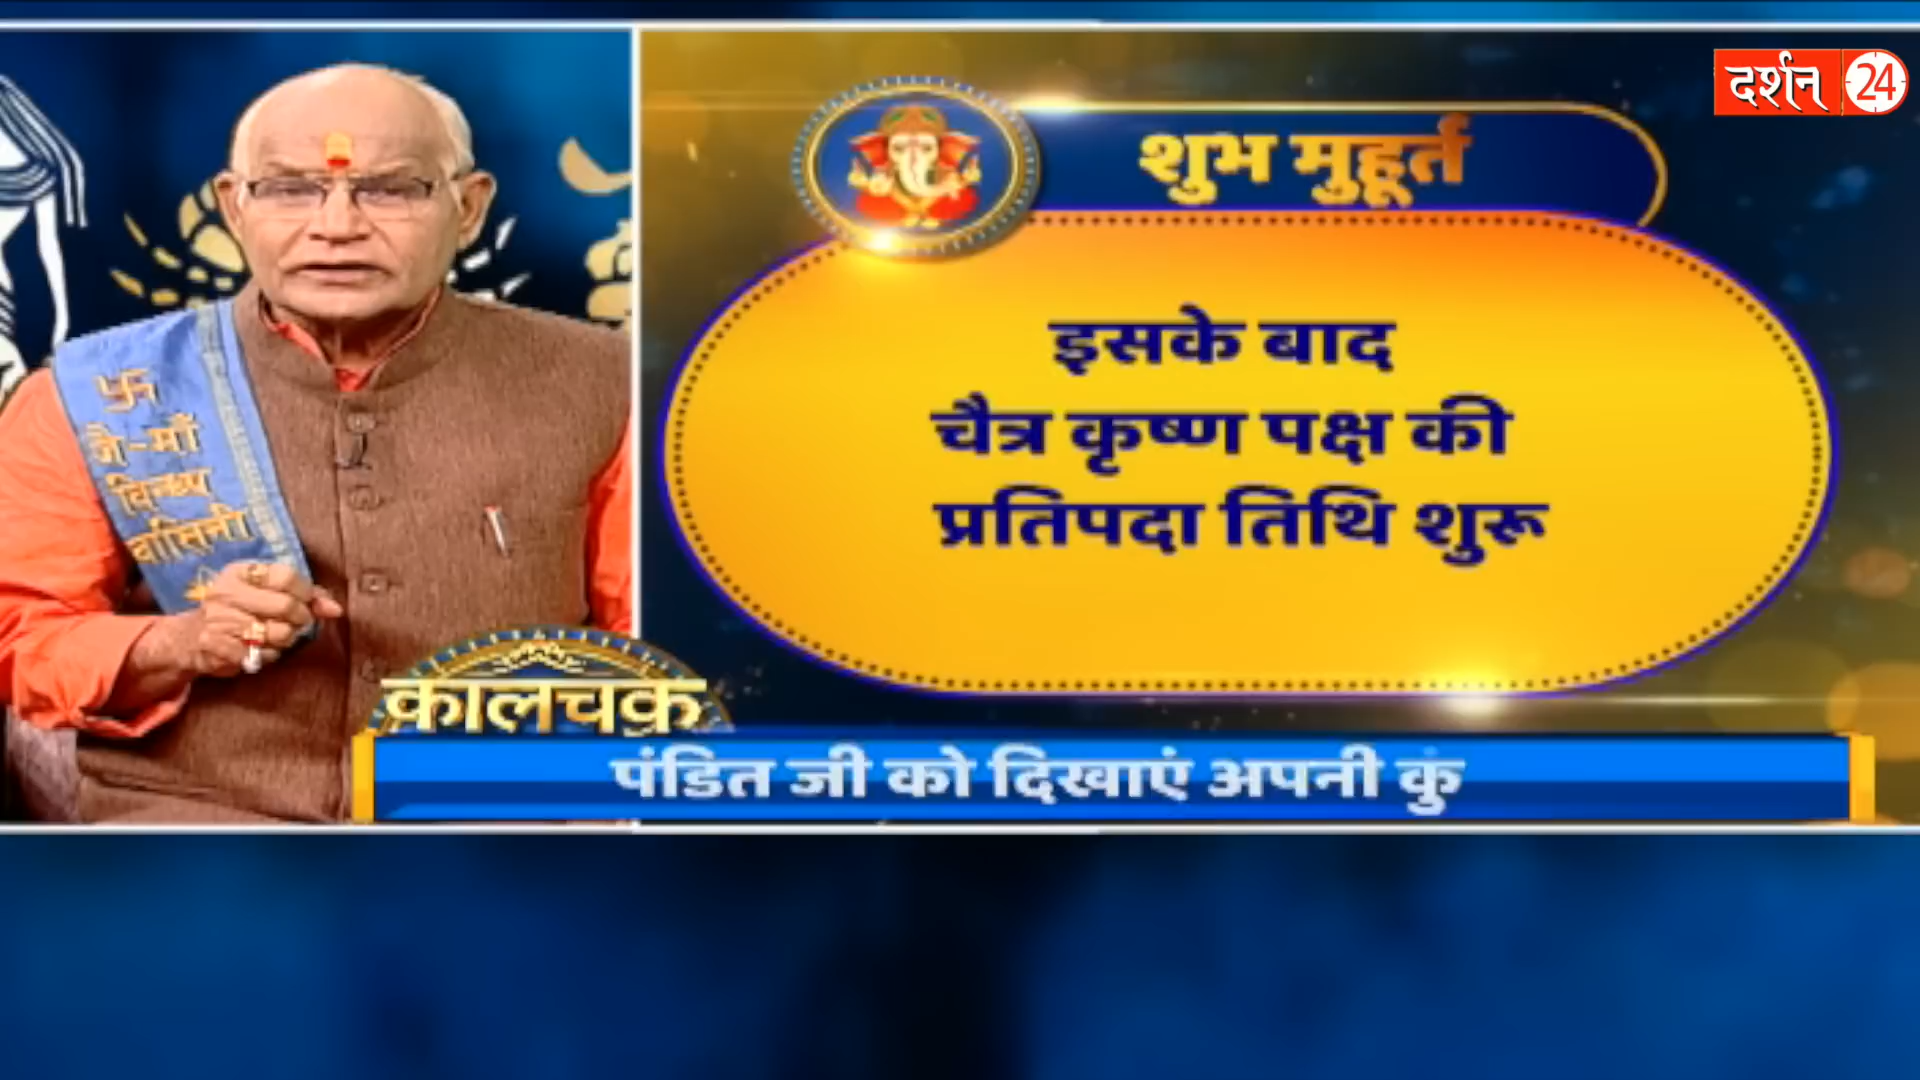 दर्शन 24
शुभ मुहूर्त
इसके बाद
चैत्र कृष्ण पक्ष की
प्रतिपदा तिथि शुरू
जै-माँ
विन्ध्य
वासिनी
कालचक्र
पंडित जी को दिखाएं अपनी कुं